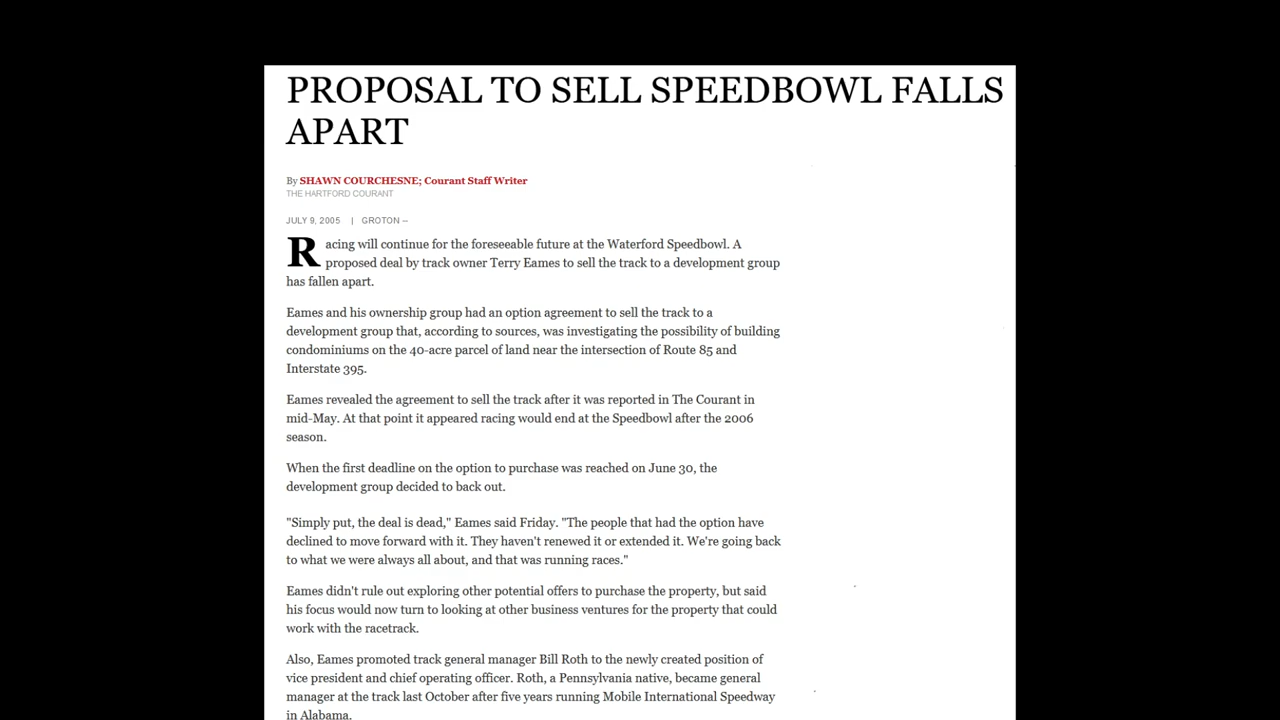 PROPOSAL TO SELL SPEEDBOWL FALLS
APART
By SHAWN COURCHESNE; Courant Staff Writer
THE HARTFORD COURANT
JULY 9, 2005 | GROTON --
Racing will continue for the foreseeable future at the Waterford Speedbowl. A
proposed deal by track owner Terry Eames to sell the track to a development group
has fallen apart.
Eames and his ownership group had an option agreement to sell the track to a
development group that, according to sources, was investigating the possibility of building
condominiums on the 40-acre parcel of land near the intersection of Route 85 and
Interstate 395.
Eames revealed the agreement to sell the track after it was reported in The Courant in
mid-May. At that point it appeared racing would end at the Speedbowl after the 2006
season.
When the first deadline on the option to purchase was reached on June 30, the
development group decided to back out.
"Simply put, the deal is dead," Eames said Friday. "The people that had the option have
declined to move forward with it. They haven't renewed it or extended it. We're going back
to what we were always all about, and that was running races."
Eames didn't rule out exploring other potential offers to purchase the property, but said
his focus would now turn to looking at other business ventures for the property that could
work with the racetrack.
Also, Eames promoted track general manager Bill Roth to the newly created position of
vice president and chief operating officer. Roth, a Pennsylvania native, became general
manager at the track last October after five years running Mobile International Speedway
in Alabama.